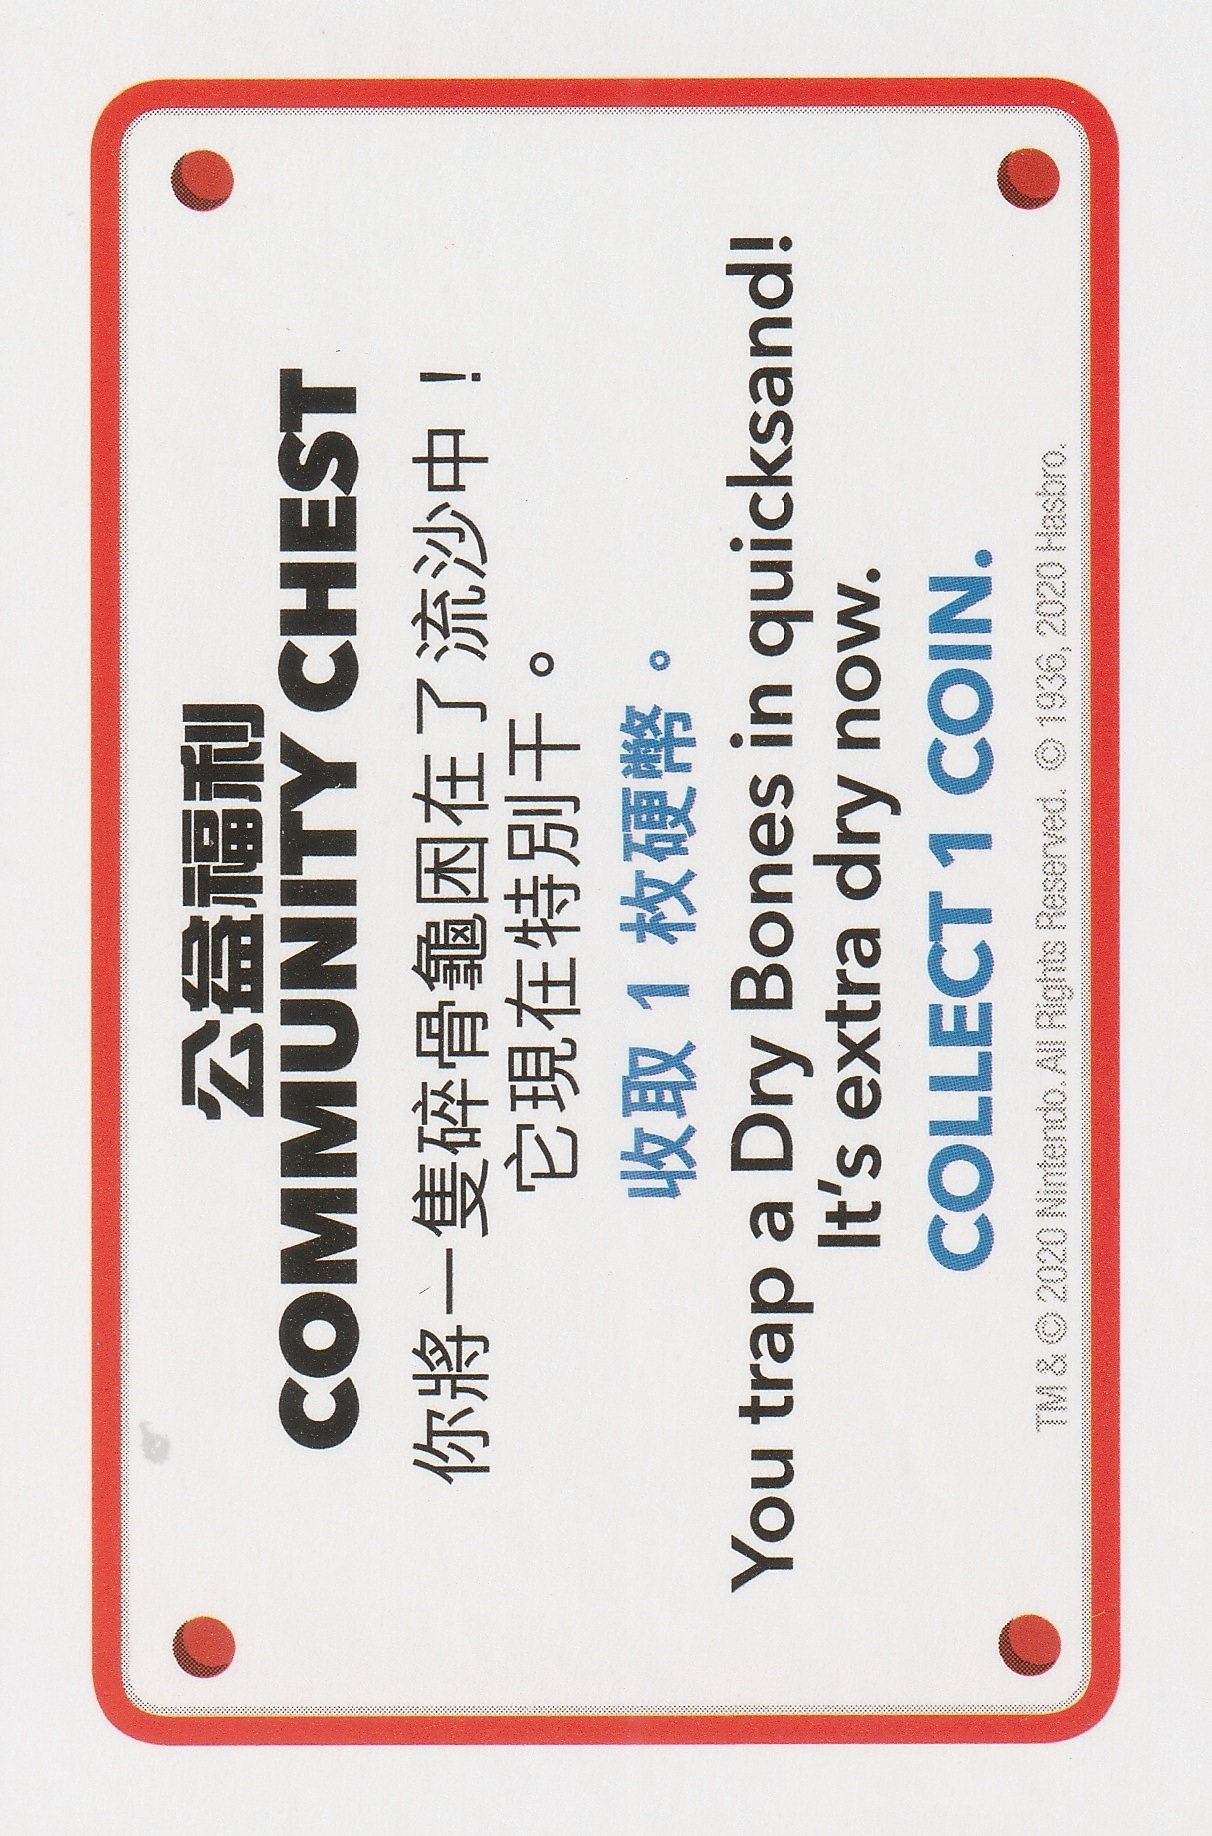 公益福利
COMMUNITY CHEST
你將一隻碎骨龜困在了流沙中！
它現在特別干。
收取 1 枚硬幣。
You trap a Dry Bones in quicksand!
It's extra dry now.
COLLECT 1 COIN.
TM & © 2020 Nintendo. All Rights Reserved. © 1936, 2020 Hasbro.